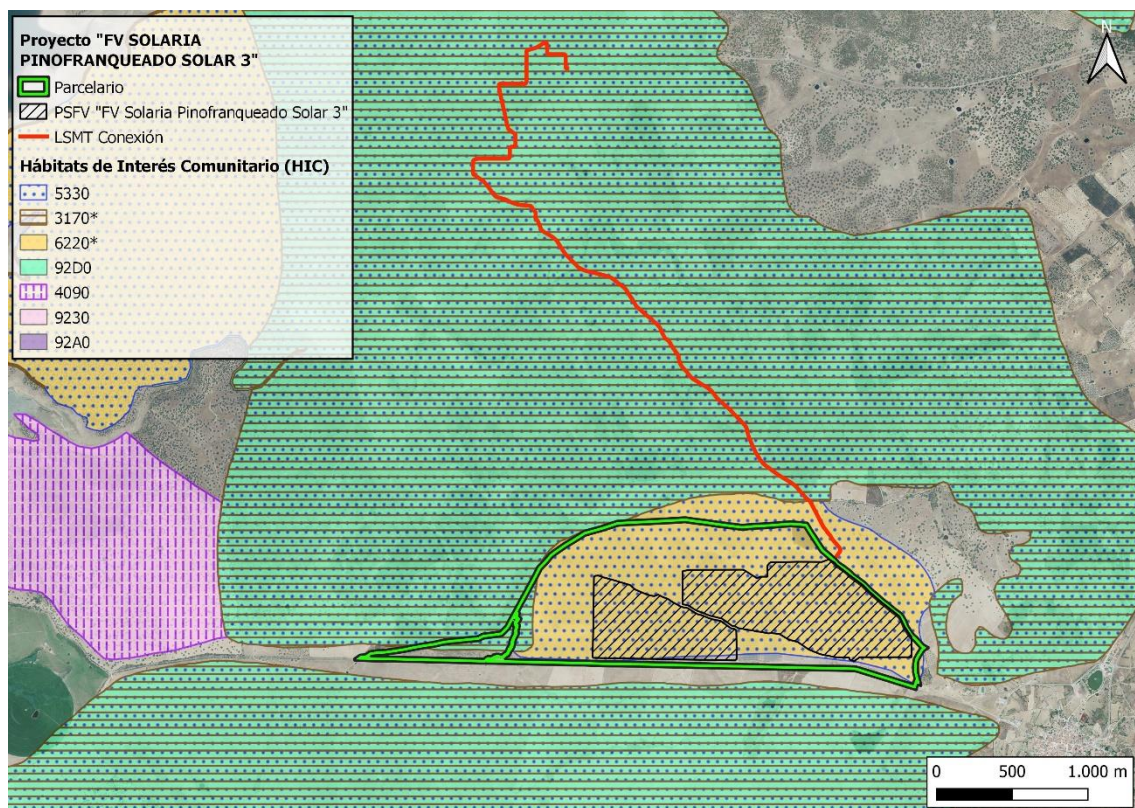 Proyecto "FV SOLARIA
PINOFRANQUEADO SOLAR 3"
Parcelario
PSFV "FV Solaria Pinofranqueado Solar 3"
LSMT Conexión
Hábitats de Interés Comunitario (HIC)
5330
3170*
6220*
92D0
4090
9230
92A0
N
0 500 1.000 m